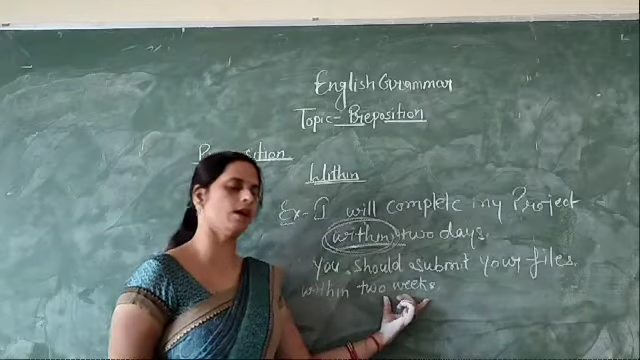 English Grammar
Topic- Preposition
Within
Ex- I will complete my Project
within two days.
You should submit your files.
within two weeks